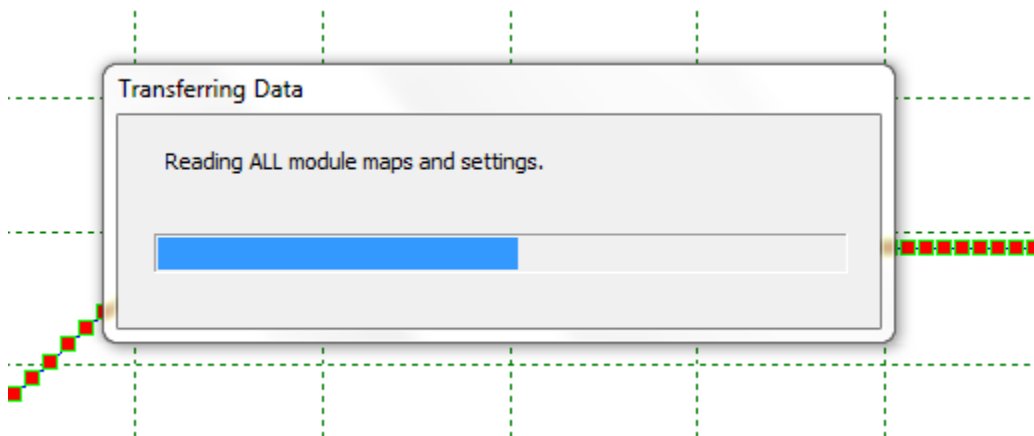 Transferring Data
Reading ALL module maps and settings.